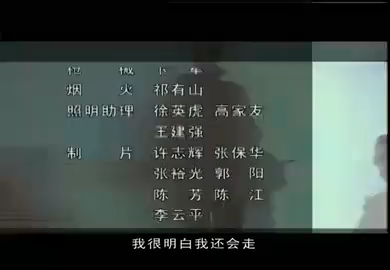 烟 火 祁有山
照明助理 徐英虎 高家友
王建强
制 片 许志辉 张保华
张裕光 郭 阳
陈 芳 陈 江
李云平
我很明白我还会走